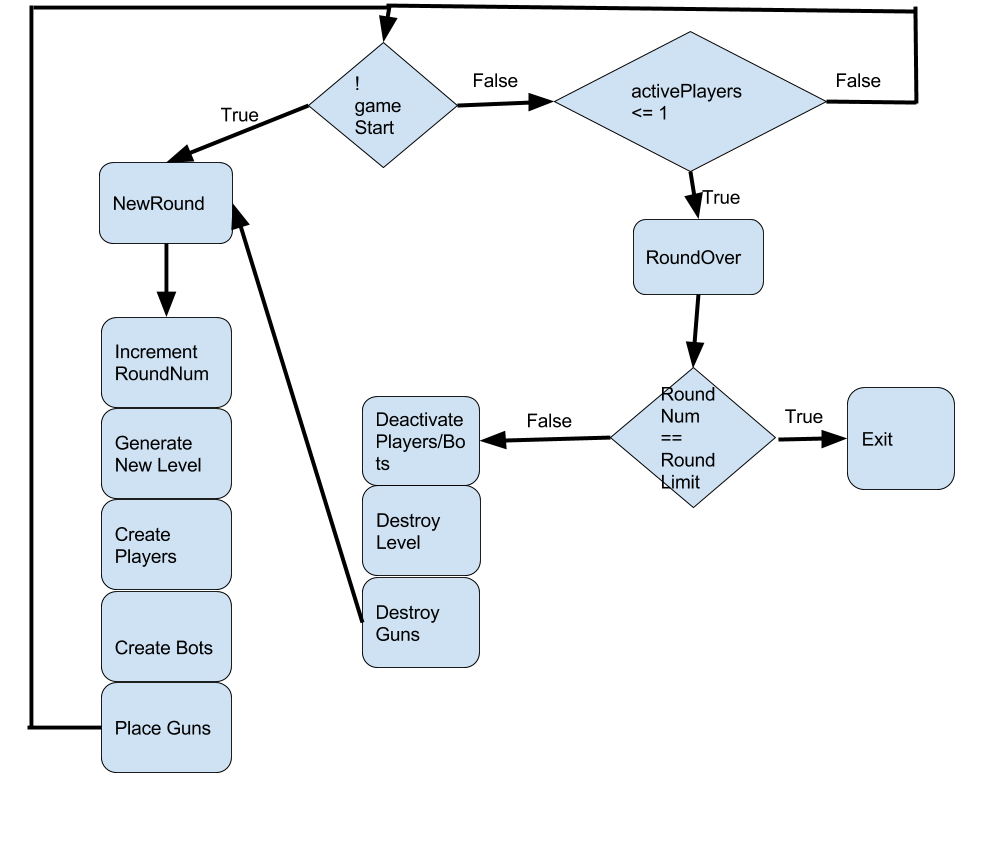 !
game
Start
False
activePlayers
<= 1
False
True
NewRound
True
RoundOver
Increment
RoundNum
Generate
New Level
Create
Players
Create Bots
Place Guns
Deactivate
Players/Bo
ts
Destroy
Level
Destroy
Guns
False
Round
Num
==
Round
Limit
True
Exit